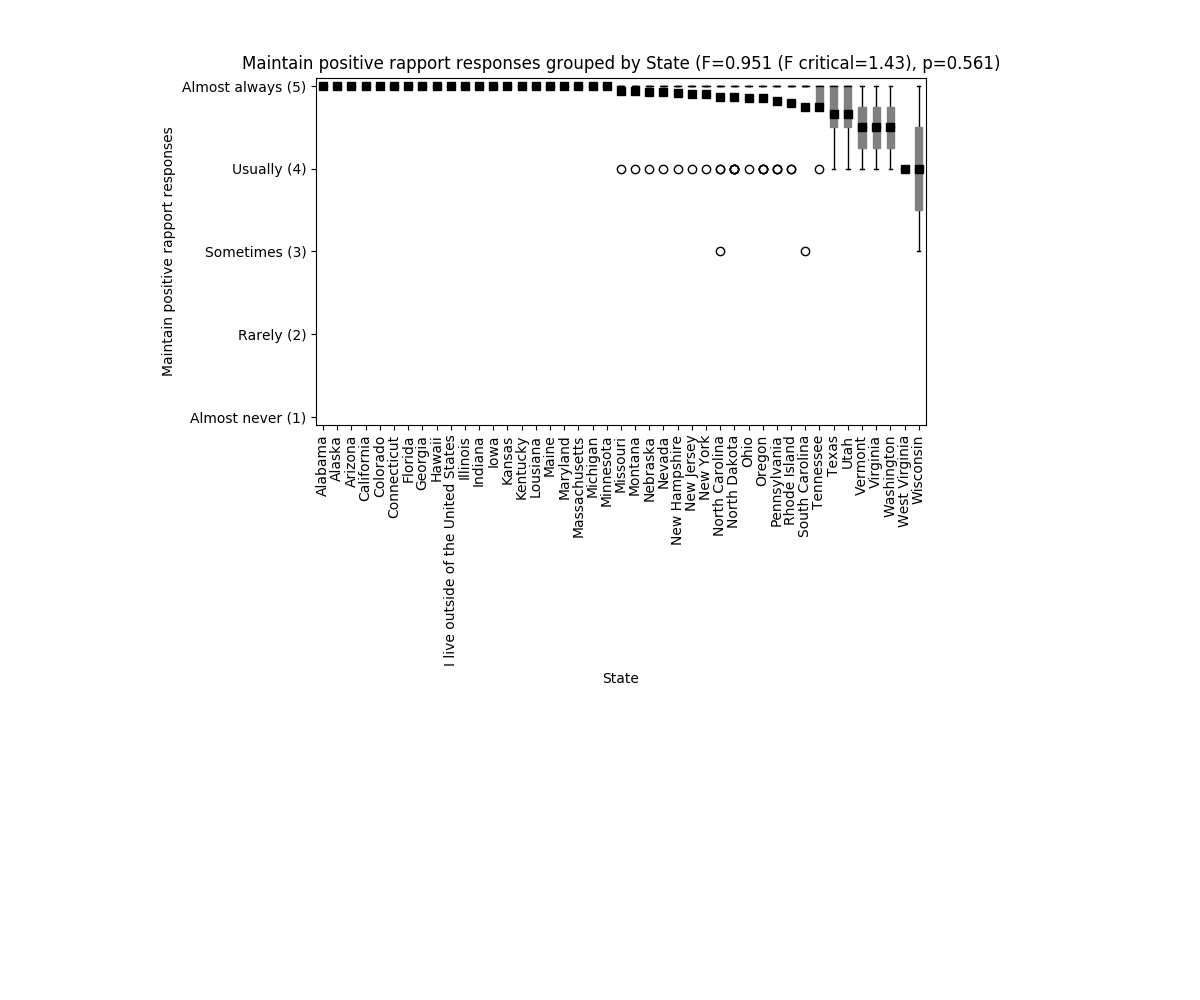 Maintain positive rapport responses grouped by State (F=0.951 (F critical=1.43), p=0.561)
Maintain positive rapport responses
Almost always (5)
Usually (4)
Sometimes (3)
Rarely (2)
Almost never (1)
Alabama
Alaska
Arizona
California
Colorado
Connecticut
Florida
Georgia
Hawaii
I live outside of the United States
Illinois
Indiana
Iowa
Kansas
Kentucky
Lousiana
Maine
Maryland
Massachusetts
Michigan
Minnesota
Missouri
Montana
Nebraska
Nevada
New Hampshire
New Jersey
New York
North Carolina
North Dakota
Ohio
Oregon
Pennsylvania
Rhode Island
South Carolina
Tennessee
Texas
Utah
Vermont
Virginia
Washington
West Virginia
Wisconsin
State